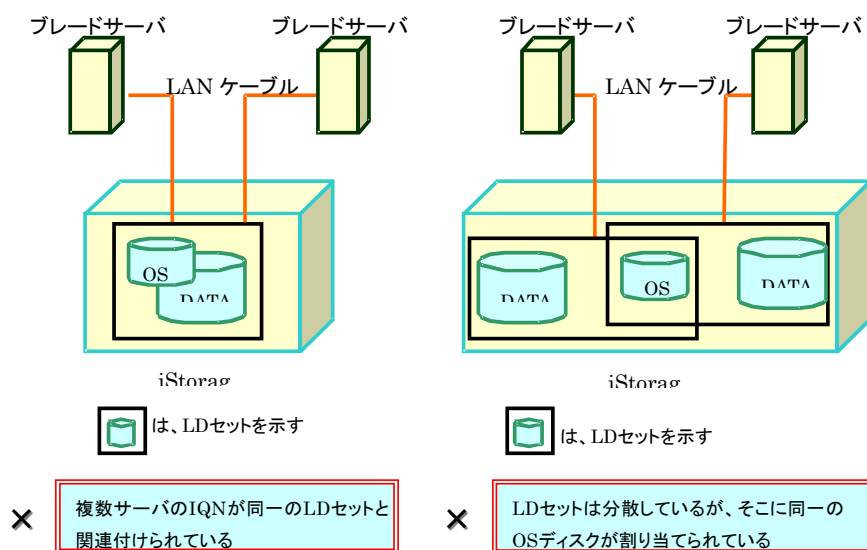 ブレードサーバ
ブレードサーバ
LAN ケーブル
OS
DATA
iStorag
は、LDセットを示す
× 複数サーバのIQNが同一のLDセットと
関連付けられている
ブレードサーバ
ブレードサーバ
LAN ケーブル
DATA
OS
DATA
iStorag
は、LDセットを示す
× LDセットは分散しているが、そこに同一の
OSディスクが割り当てられている